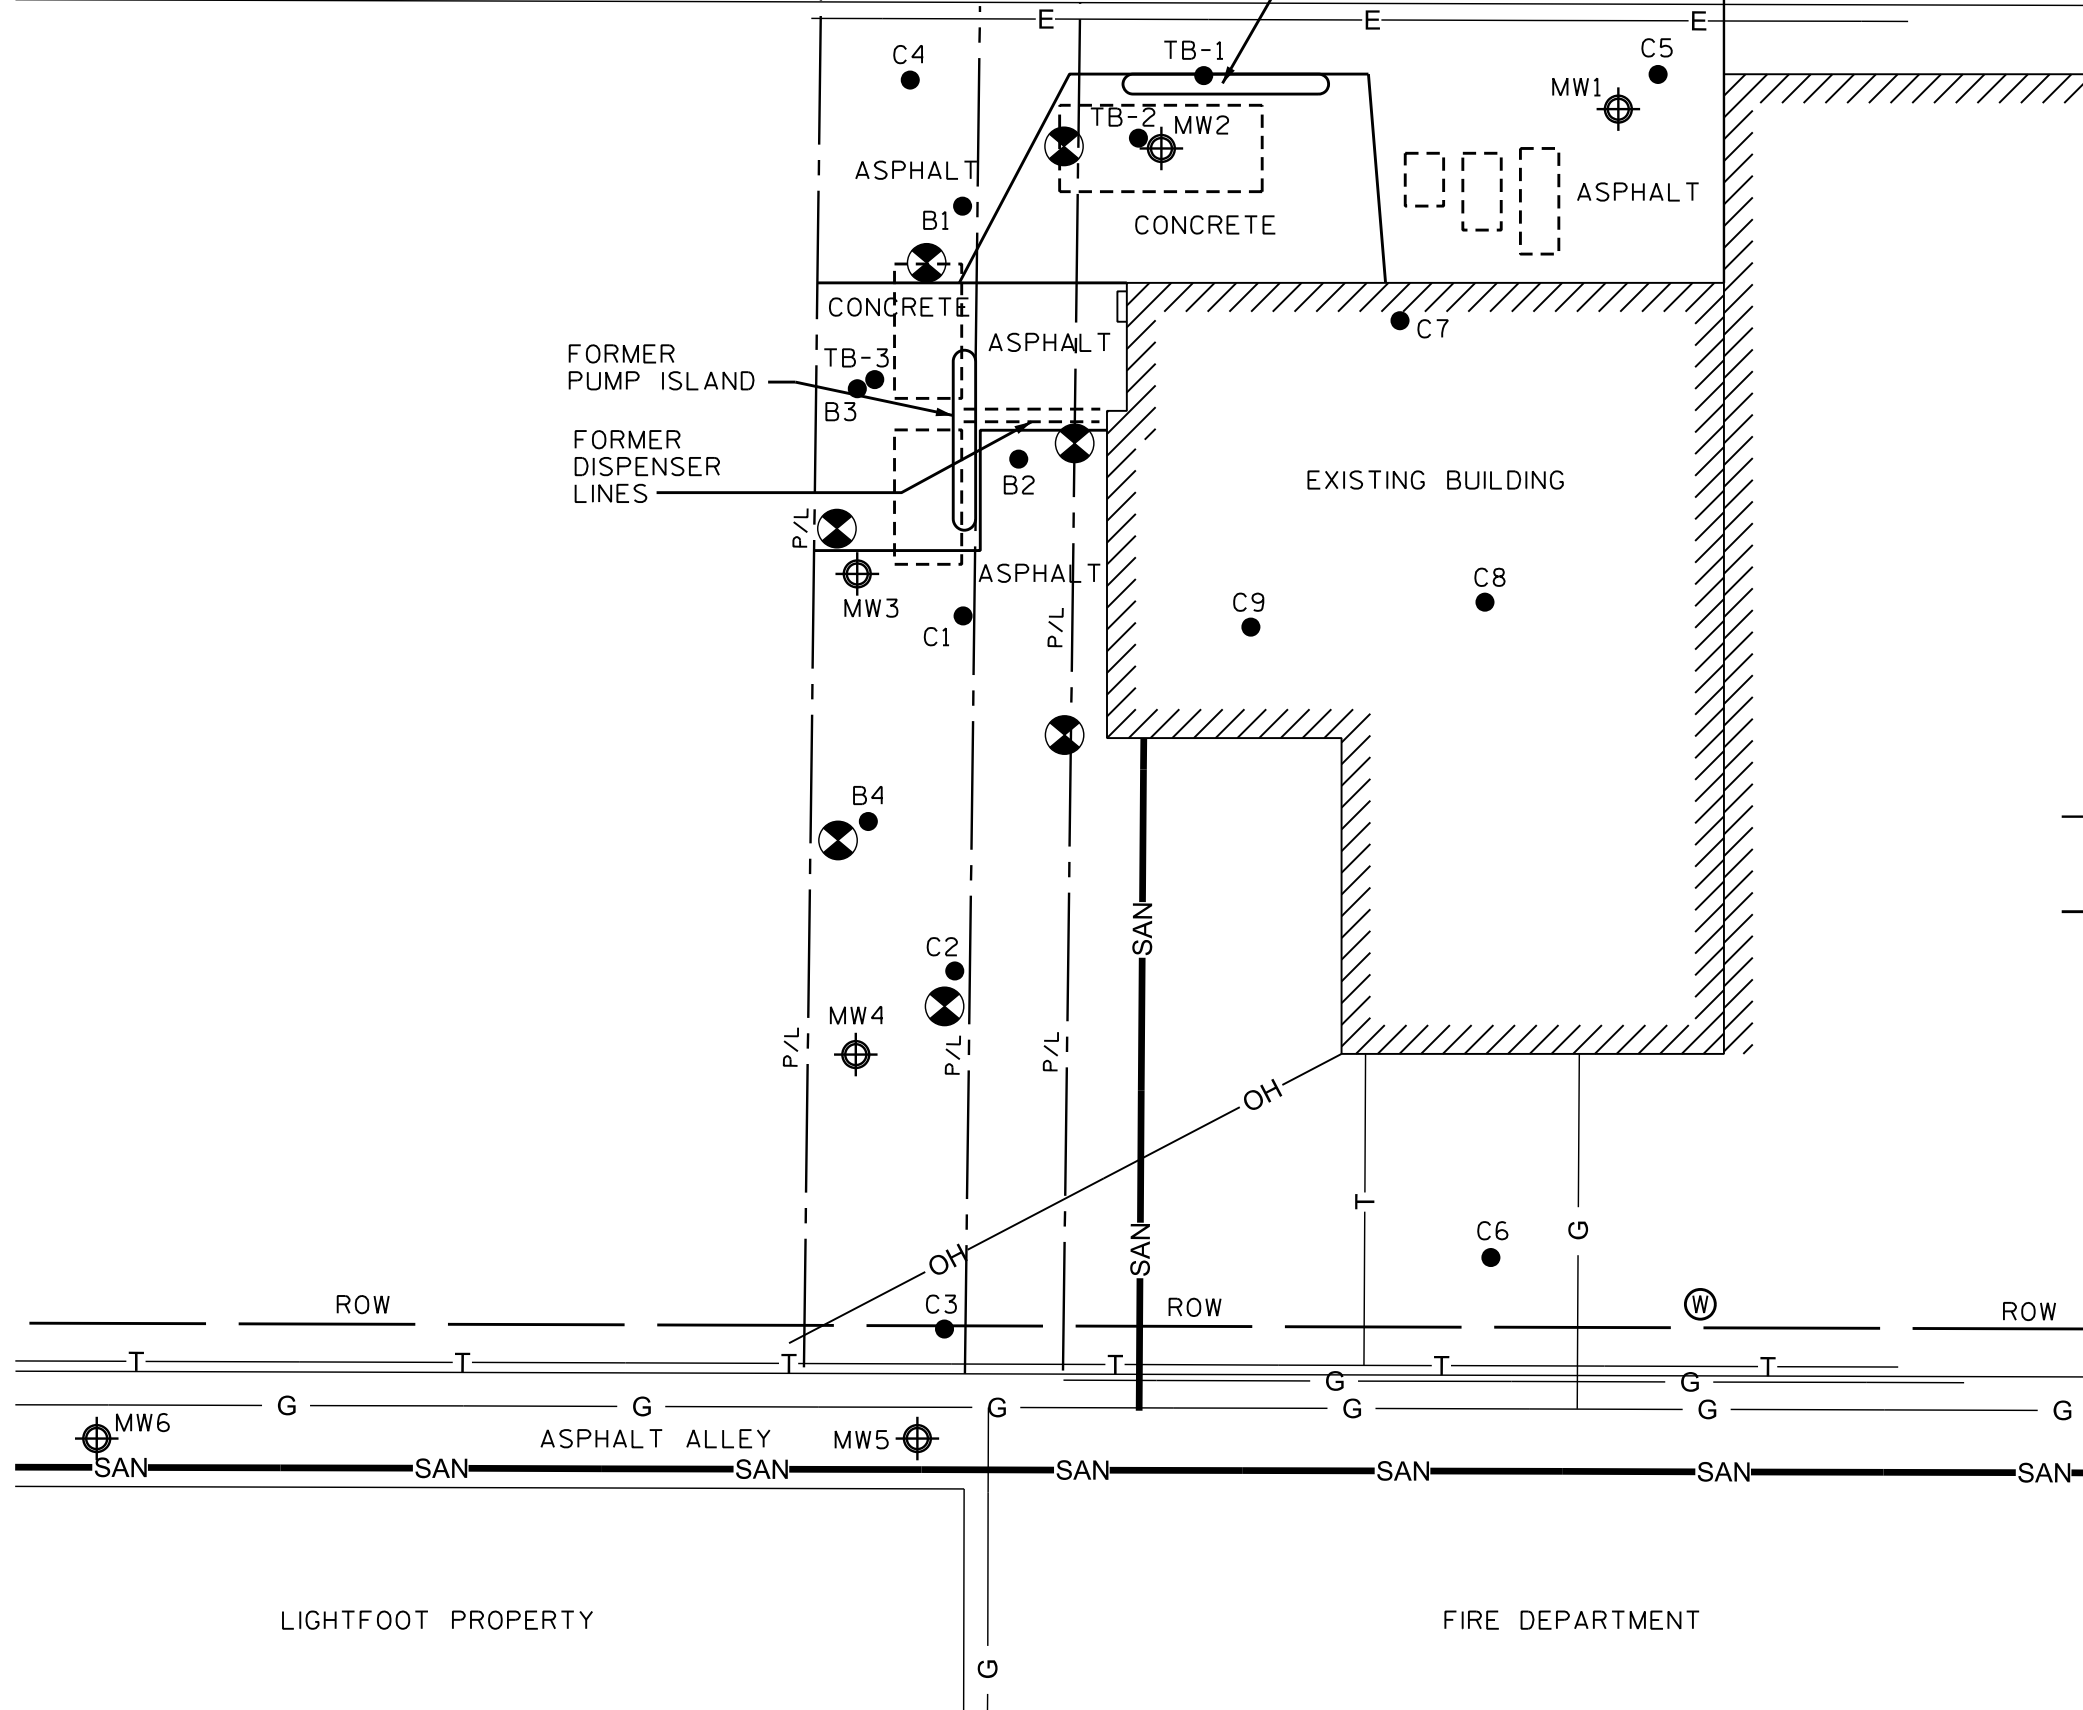 E E E
C4
TB-1
C5
MW1
TB-2
MW2
ASPHALT
ASPHALT
B1
CONCRETE
CONCRETE
C7
ASPHALT
FORMER
PUMP ISLAND
TB-3
B3
FORMER
DISPENSER
LINES
B2
EXISTING BUILDING
P/L
ASPHALT
MW3
C1
P/L
C9
C8
B4
SAN
C2
MW4
P/L
P/L
P/L
OH
T
G
C6
SAN
OH
C3
ROW
ROW
W
ROW
T T T T T T
G G
G G G G G G
MW6
ASPHALT ALLEY
MW5
SAN SAN SAN SAN SAN SAN SAN
LIGHTFOOT PROPERTY
FIRE DEPARTMENT
G